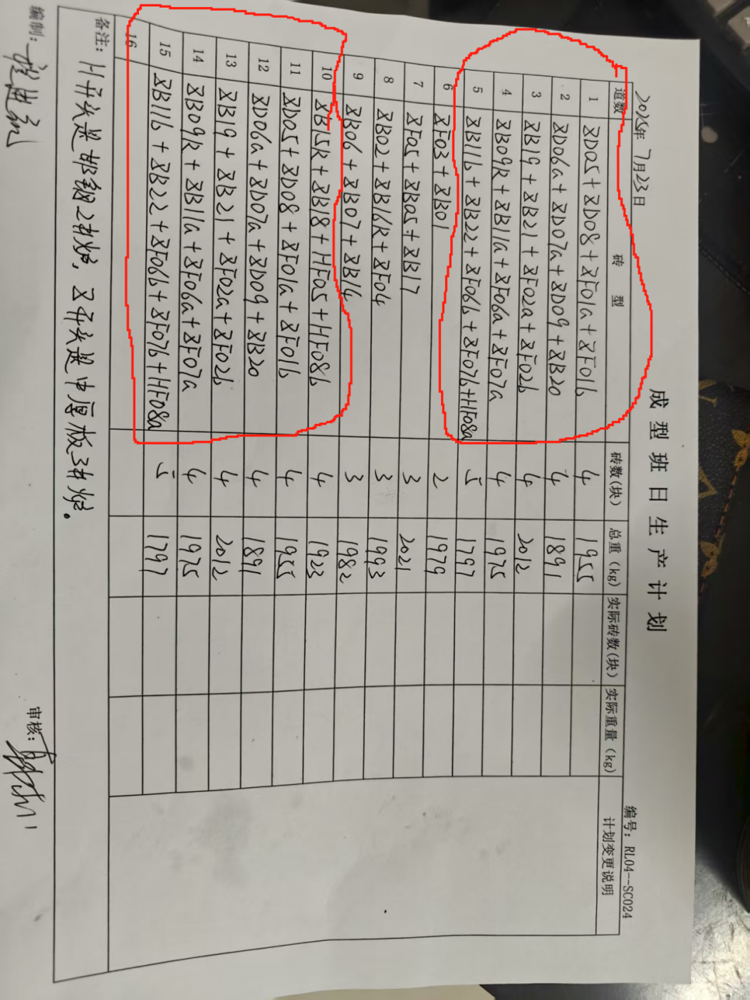 成型班日生产计划
2025年7月23日
编号：RL04--SC024
道数 砖型 砖数(块) 总重(kg) 实际砖数(块) 实际重量(kg) 计划变更说明
1 ZD05+ZD08+ZF01a+ZF01b 4 1955
2 ZD06a+ZD07a+ZD09+ZB20 4 1891
3 ZB19+ZB21+ZF02a+ZF02b 4 2012
4 ZB09R+ZB11a+ZF06a+ZF07a 4 1975
5 ZB11b+ZB22+ZF06b+ZF07b+HF08a 5 1797
6 ZF03+ZB01 2 1979
7 ZF05+ZB05+ZB17 3 2021
8 ZB02+ZB16R+ZF04 3 1993
9 ZB06+ZB07+ZB14 3 1982
10 ZB15R+ZB18+HF05+HF08b 4 1923
11 ZD05+ZD08+ZF01a+ZF01b 4 1955
12 ZD06a+ZD07a+ZD09+ZB20 4 1891
13 ZB19+ZB21+ZF02a+ZF02b 4 2012
14 ZB09R+ZB11a+ZF06a+ZF07a 4 1975
15 ZB11b+ZB22+ZF06b+ZF07b+HF08a 5 1797
16
备注：H开头是邯钢2#炉，Z开头是中厚板3#炉。
编制：
审核：